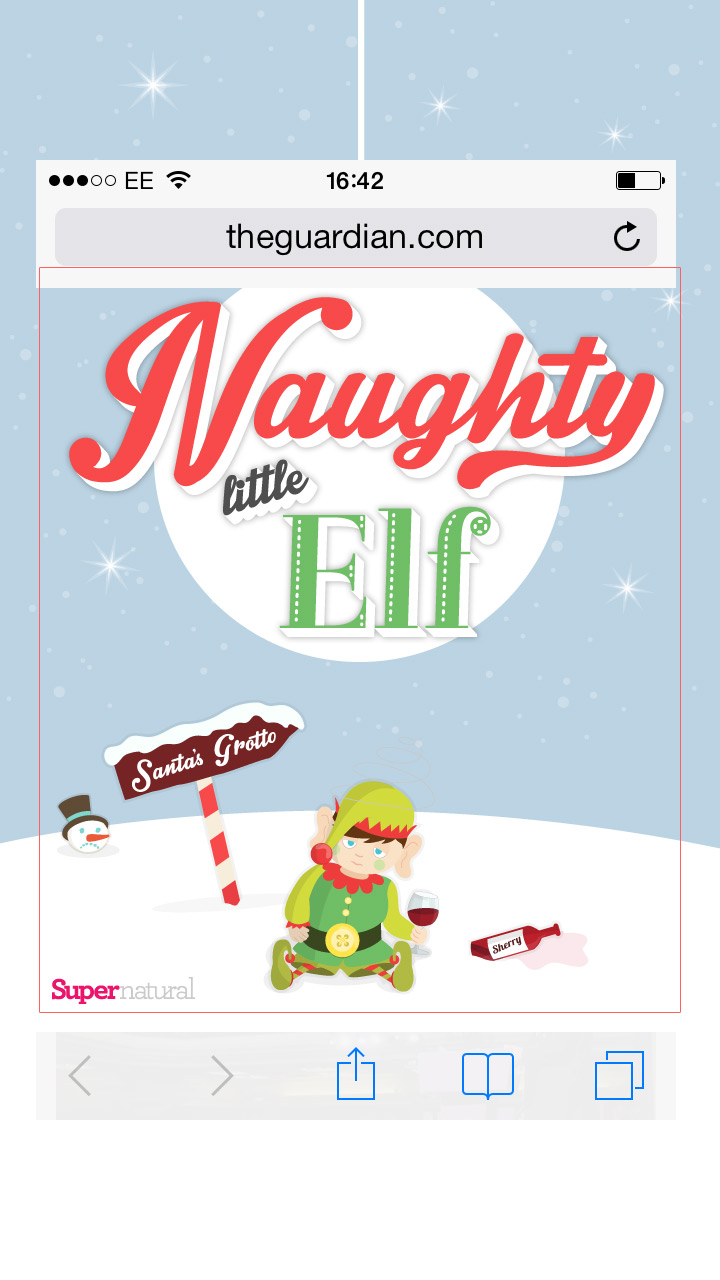 EE 16:42
theguardian.com
Naughty
little
Elf
Santa's Grotto
Sherry
Supernatural